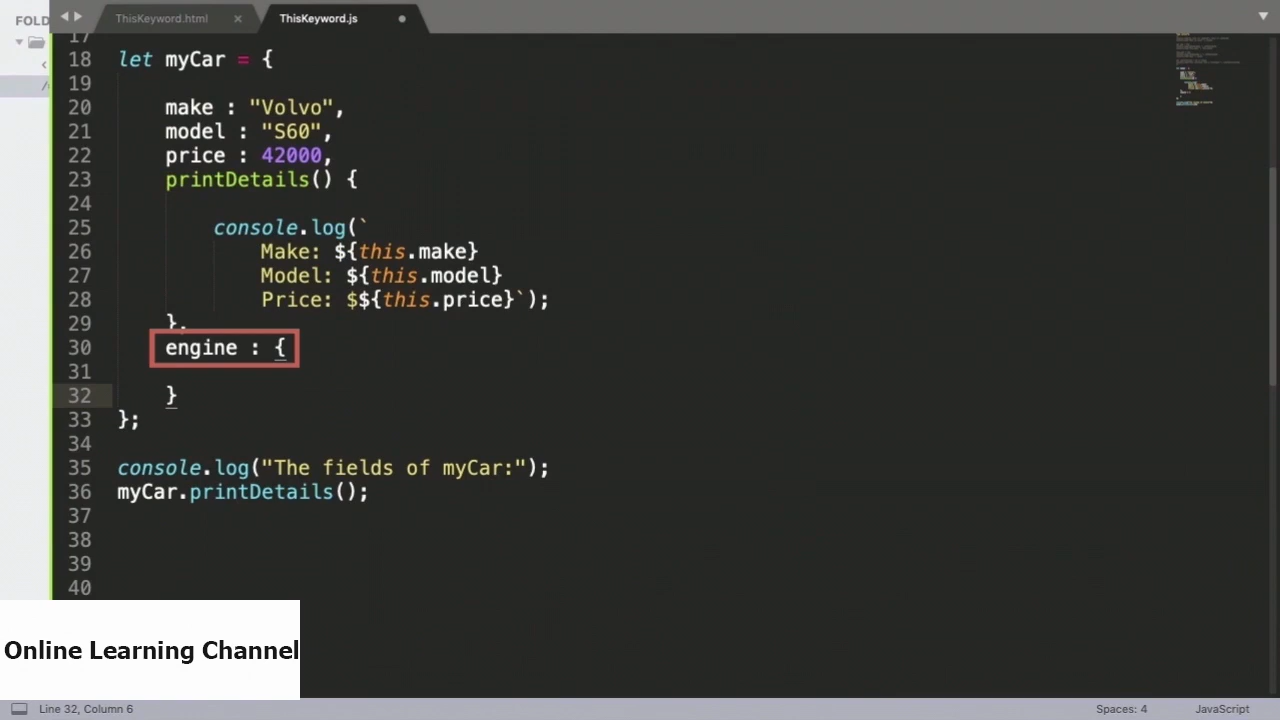 FOLD
ThisKeyword.html
ThisKeyword.js
17
18 let myCar = {
19
20 make : "Volvo",
21 model : "S60",
22 price : 42000,
23 printDetails() {
24
25 console.log(`
26 Make: ${this.make}
27 Model: ${this.model}
28 Price: $${this.price}`);
29 },
30 engine : {
31
32 }
33 };
34
35 console.log("The fields of myCar:");
36 myCar.printDetails();
37
38
39
40
Online Learning Channel
Line 32, Column 6
Spaces: 4
JavaScript